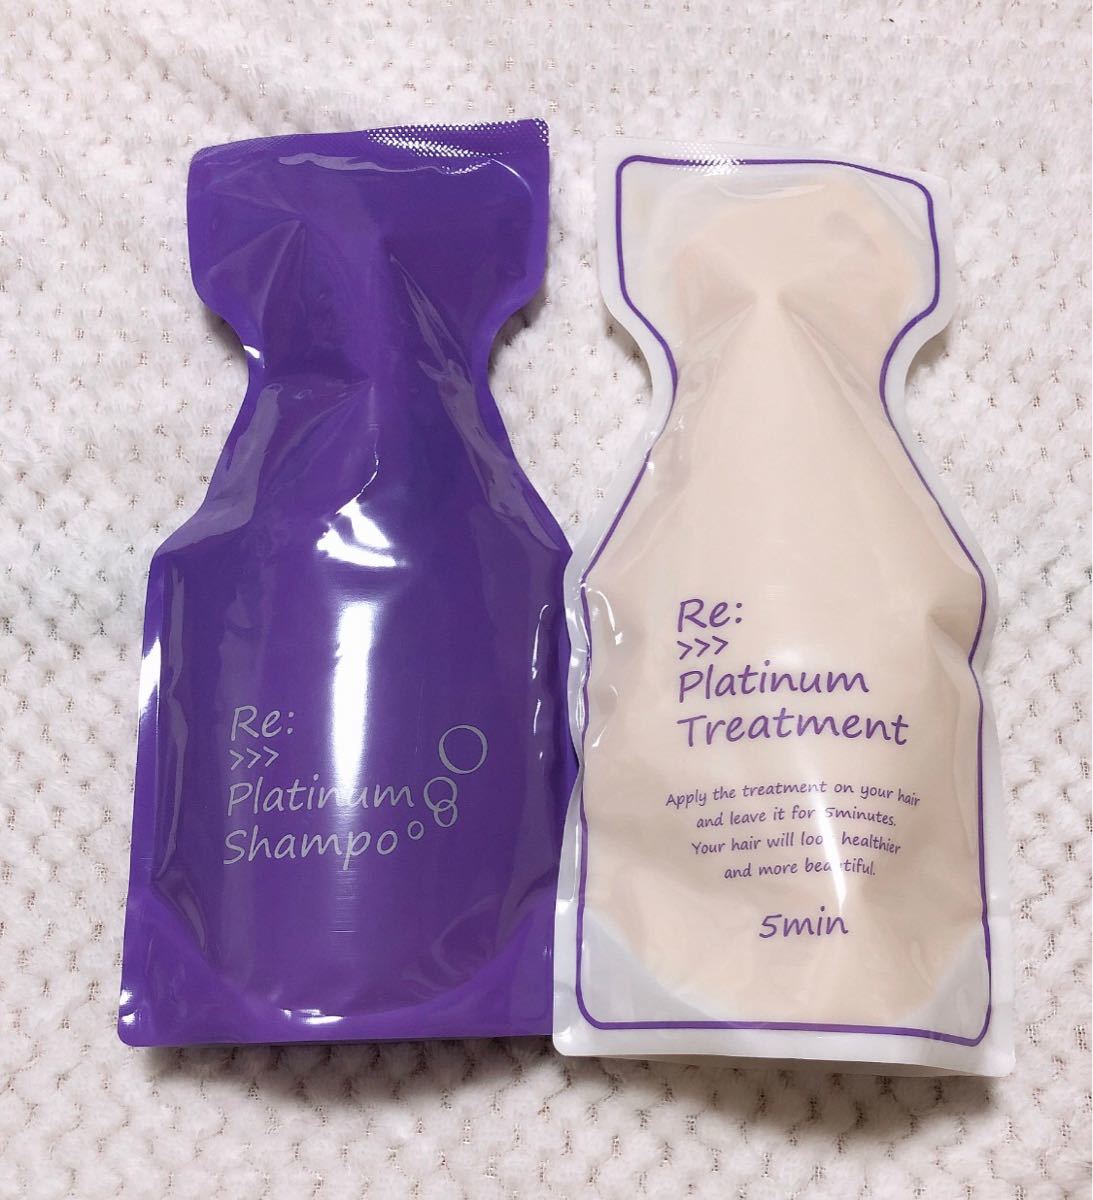 Re:
>>>
Platinum
Shampoo
Re:
>>>
Platinum
Treatment
Apply the treatment on your hair
and leave it for 5minutes.
Your hair will look healthier
and more beautiful.
5min